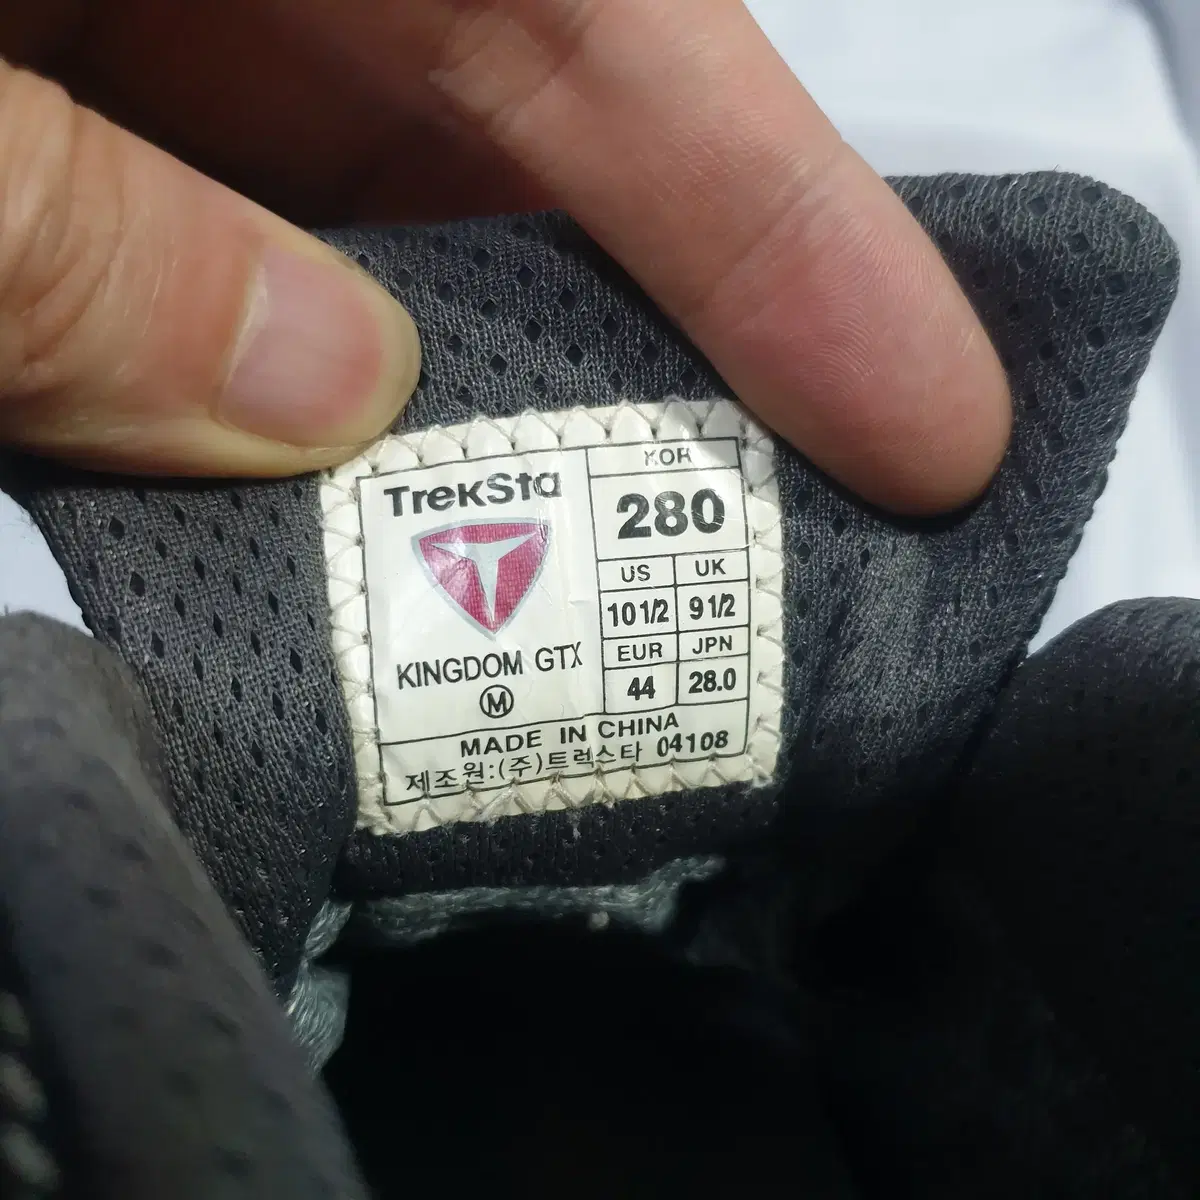 TrekSta
KINGDOM GTX
M
KOR
280
US UK
10 1/2 9 1/2
EUR JPN
44 28.0
MADE IN CHINA
제조원:(주)트렉스타 04108